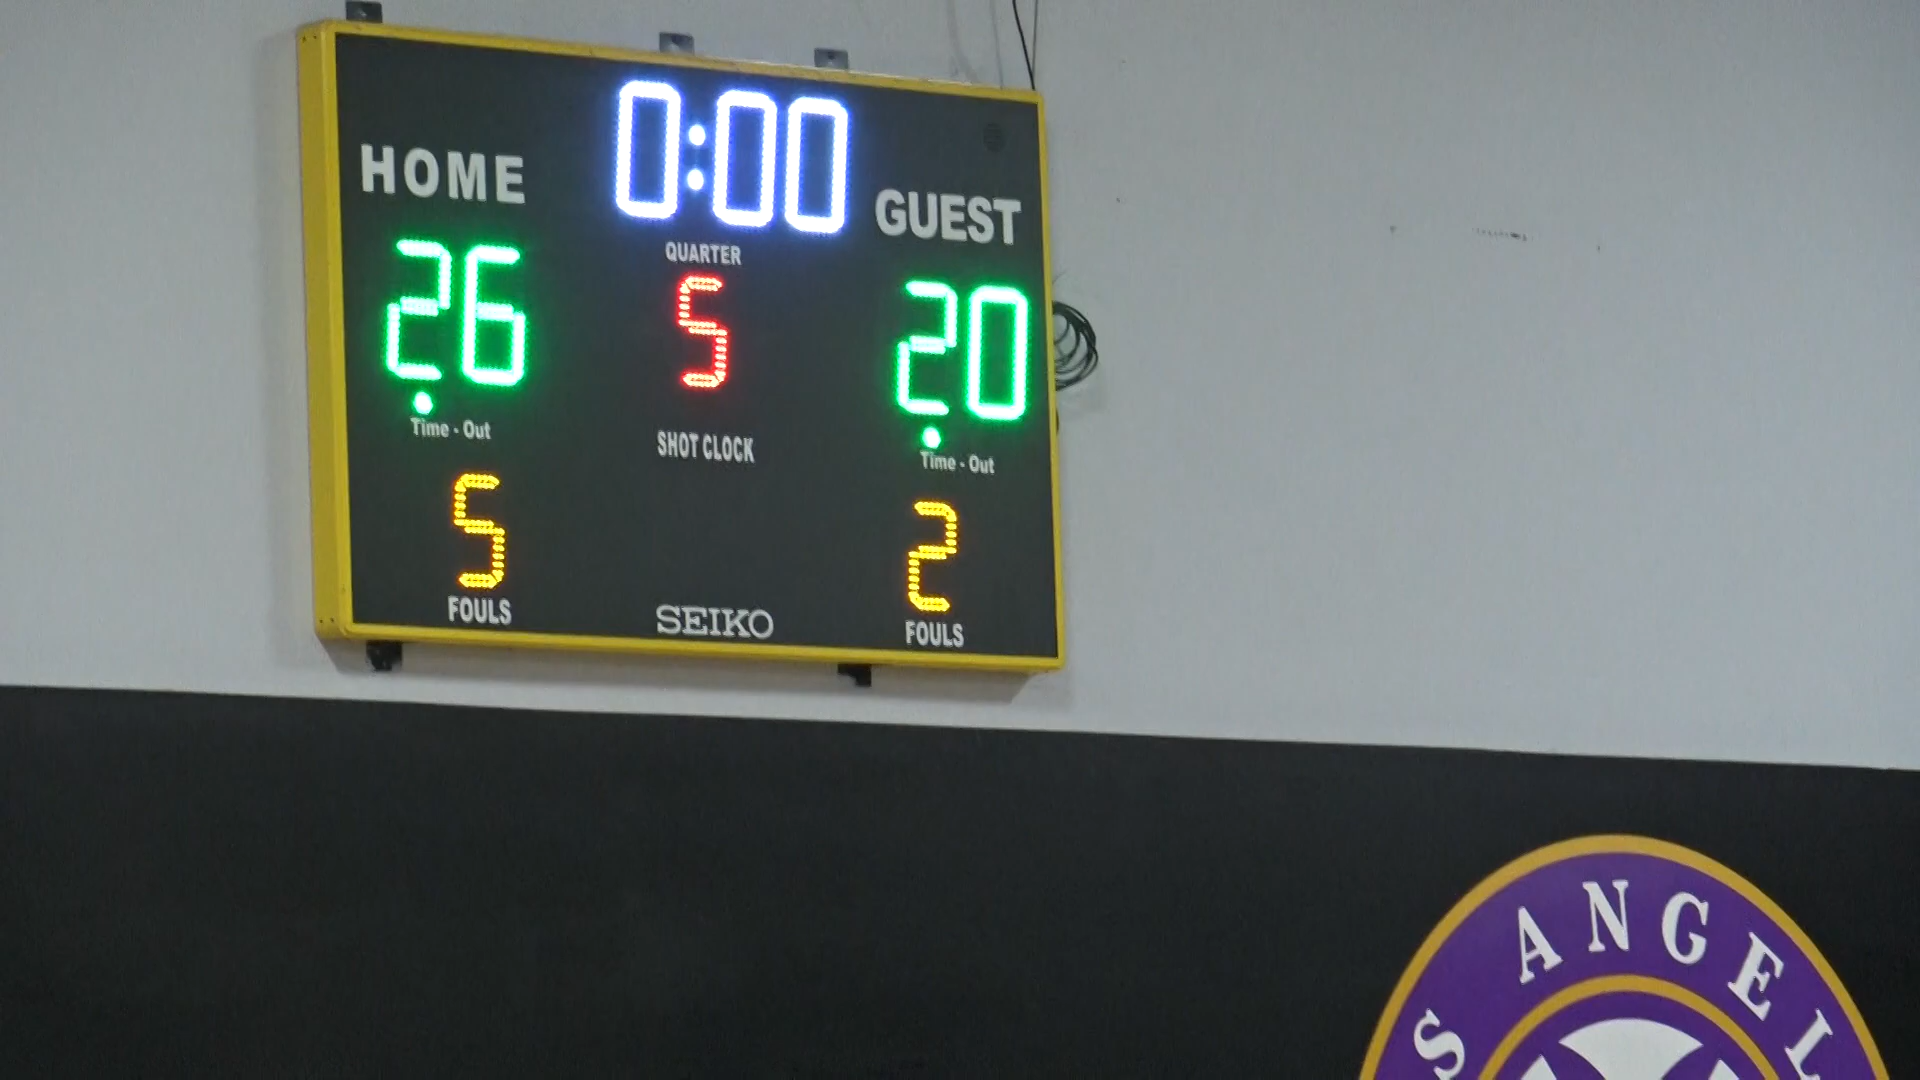 0:00
HOME
GUEST
QUARTER
26
5
20
Time - Out
SHOT CLOCK
Time - Out
5
2
FOULS
SEIKO
FOULS
S ANGEL